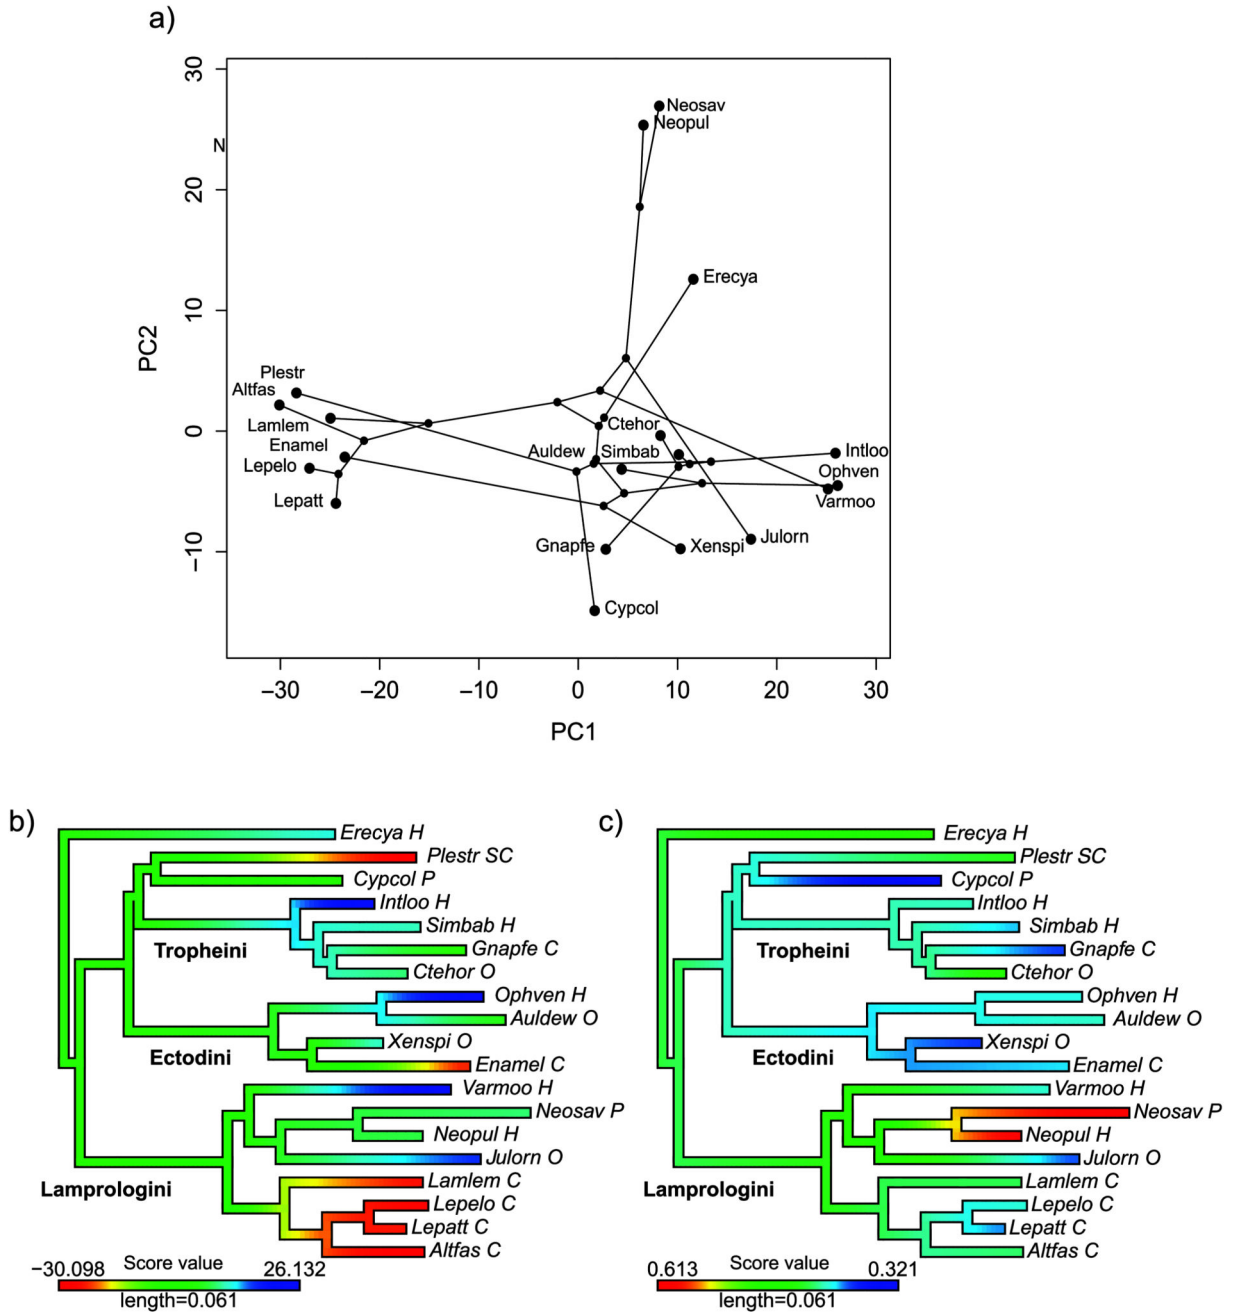 a)
30
20
10
0
−10
PC2
N
Neosav
Neopul
Erecya
Plestr
Altfas
Lamlem
Enamel
Lepelo
Lepatt
Ctehor
Auldew
Simbab
Intloo
Ophven
Varmoo
Gnapfe
Xenspi
Julorn
Cypcol
−30 −20 −10 0 10 20 30
PC1
b)
Erecya H
Plestr SC
Cypcol P
Intloo H
Simbab H
Tropheini
Gnapfe C
Ctehor O
Ophven H
Auldew O
Xenspi O
Ectodini
Enamel C
Varmoo H
Neosav P
Neopul H
Julorn O
Lamprologini
Lamlem C
Lepelo C
Lepatt C
Altfas C
−30.098 Score value 26.132
length=0.061
c)
Erecya H
Plestr SC
Cypcol P
Intloo H
Simbab H
Tropheini
Gnapfe C
Ctehor O
Ophven H
Auldew O
Xenspi O
Ectodini
Enamel C
Varmoo H
Neosav P
Neopul H
Julorn O
Lamprologini
Lamlem C
Lepelo C
Lepatt C
Altfas C
0.613 Score value 0.321
length=0.061